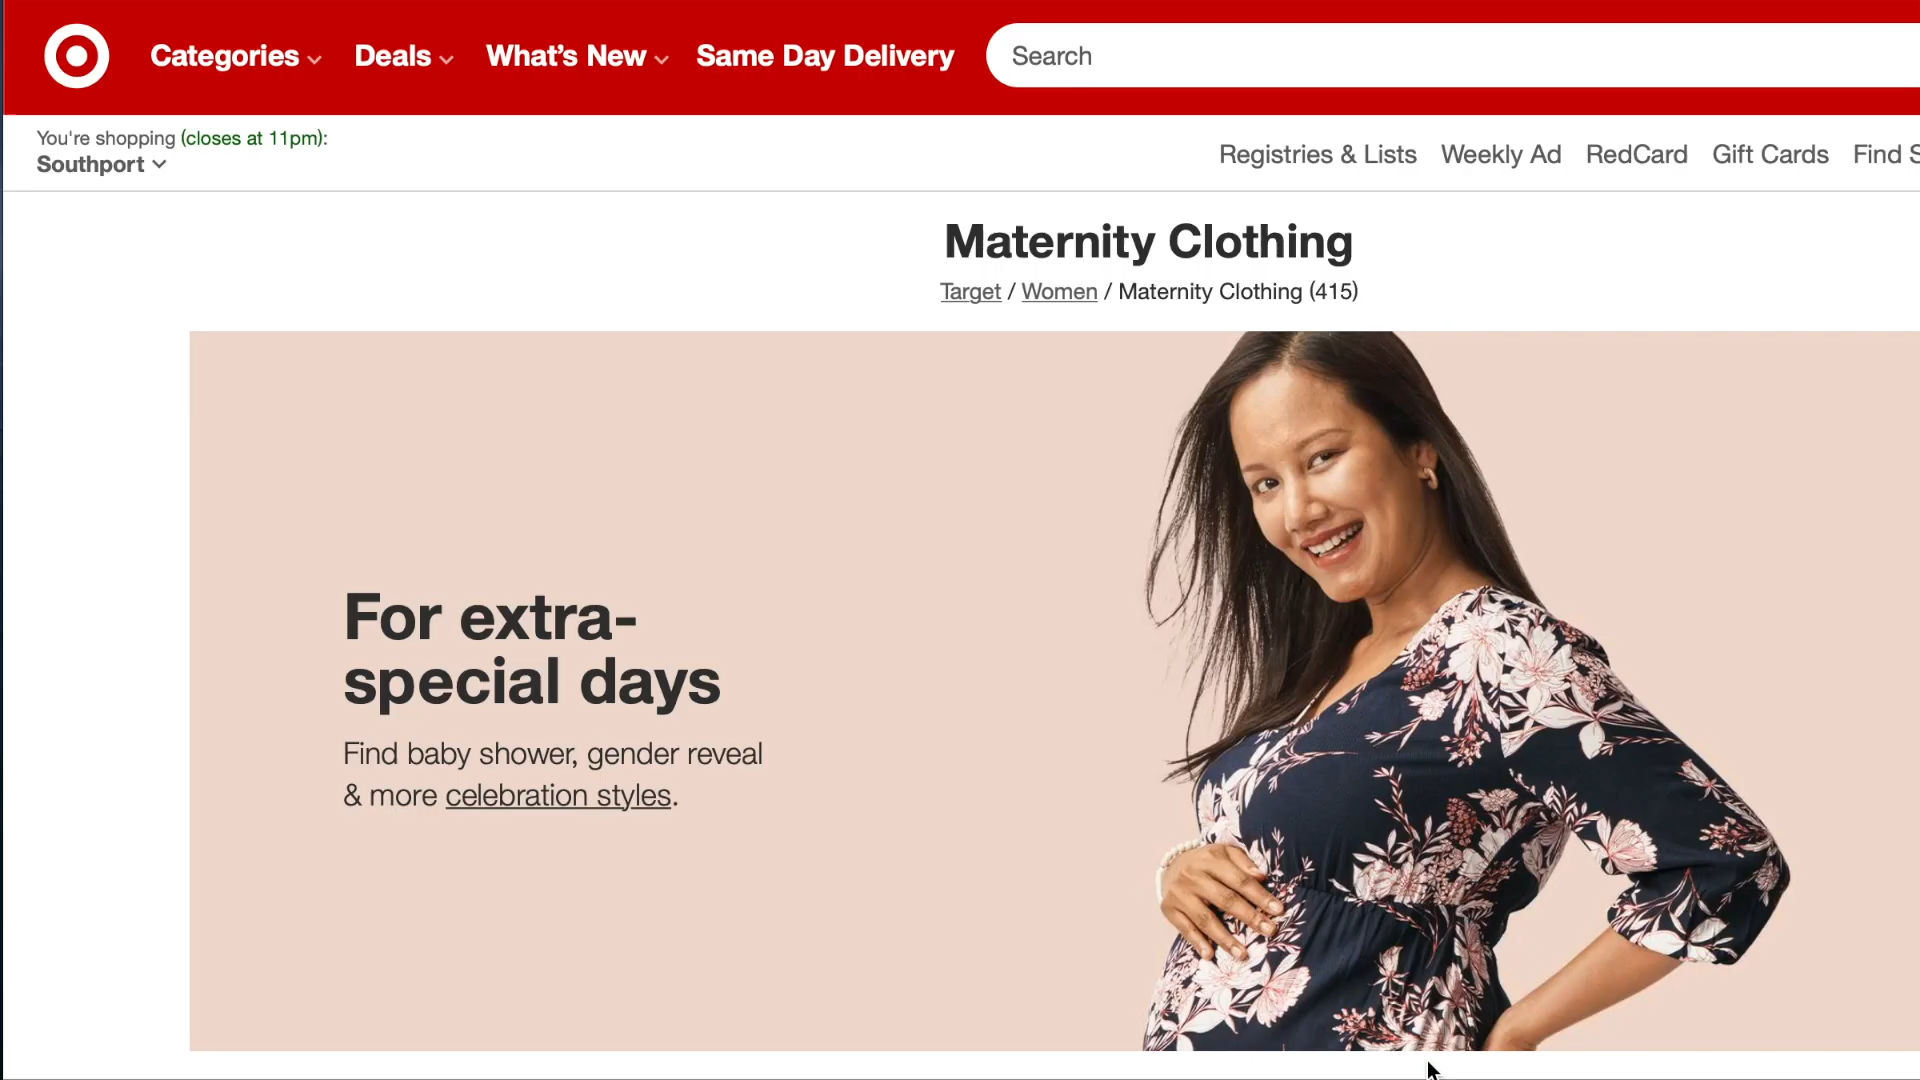 Categories
Deals
What's New
Same Day Delivery
Search
You're shopping (closes at 11pm):
Southport
Registries & Lists
Weekly Ad
RedCard
Gift Cards
Find S
Maternity Clothing
Target / Women / Maternity Clothing (415)
For extra-
special days
Find baby shower, gender reveal
& more celebration styles.